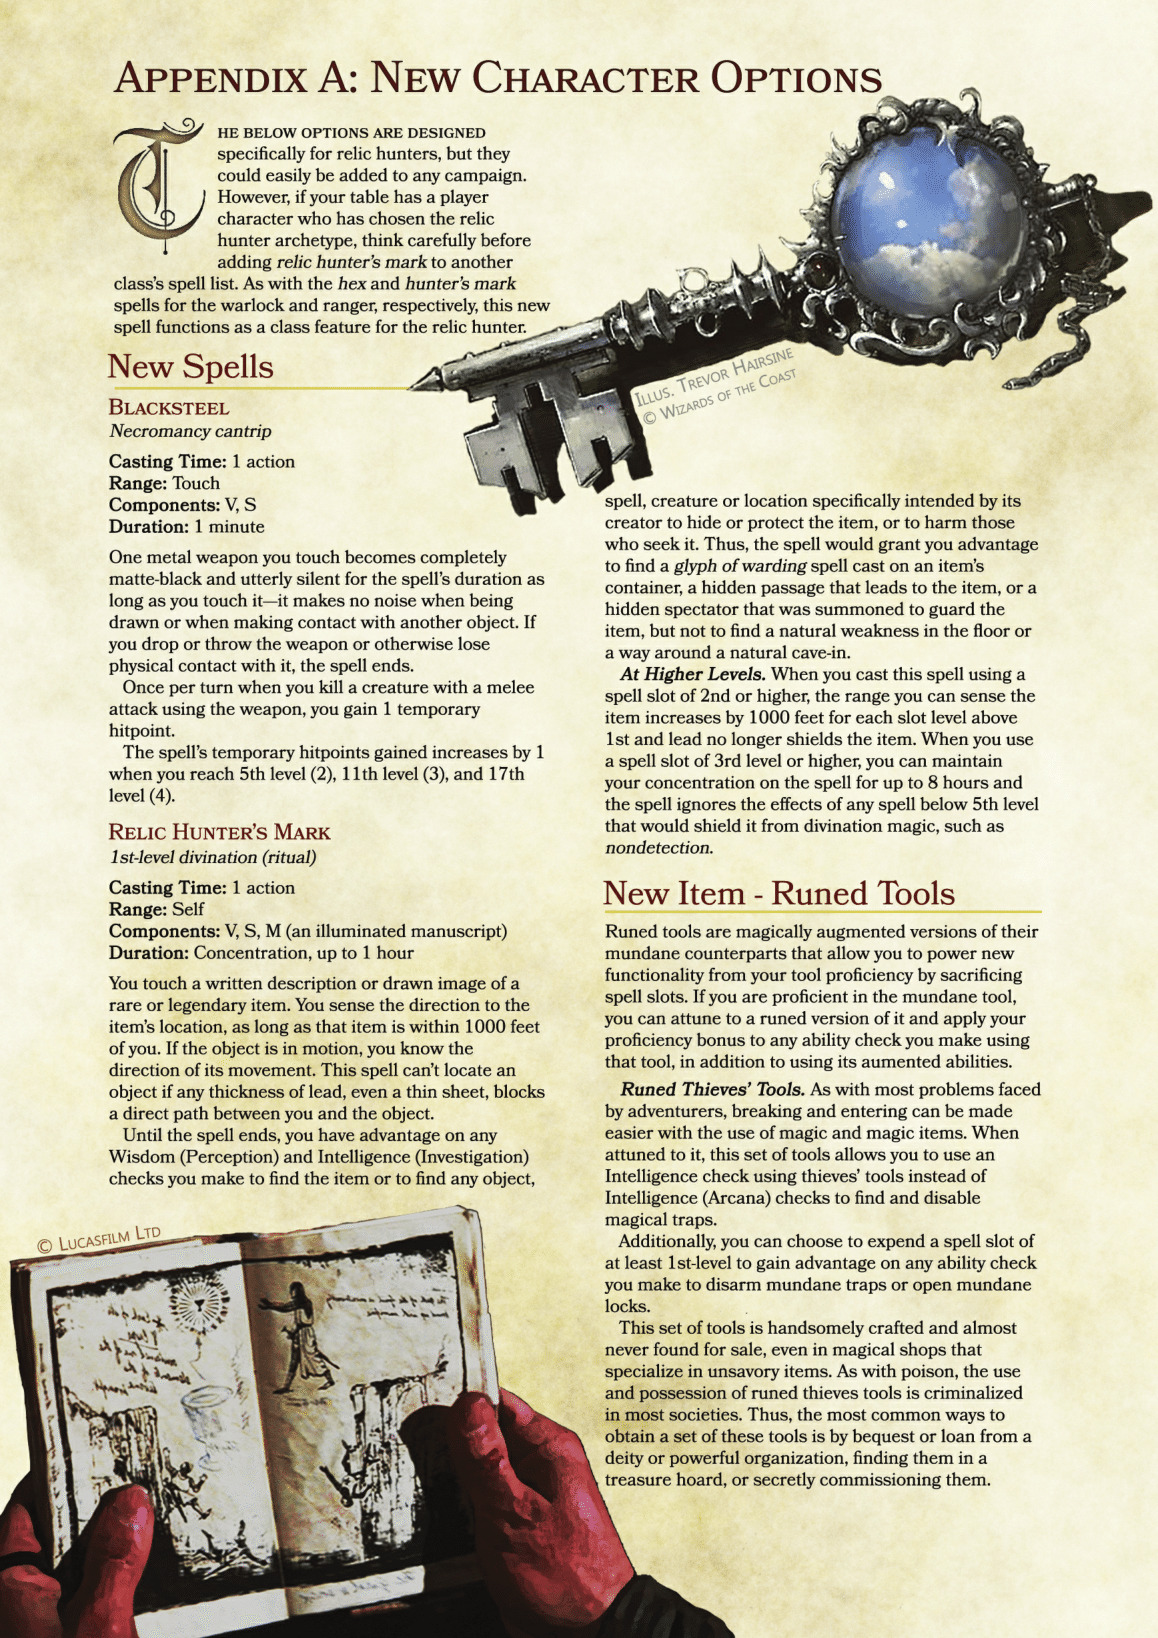 APPENDIX A: NEW CHARACTER OPTIONS
THE BELOW OPTIONS ARE DESIGNED
specifically for relic hunters, but they
could easily be added to any campaign.
However, if your table has a player
character who has chosen the relic
hunter archetype, think carefully before
adding relic hunter's mark to another
class's spell list. As with the hex and hunter's mark
spells for the warlock and ranger, respectively, this new
spell functions as a class feature for the relic hunter.
ILLUS. TREVOR HAIRSINE
© WIZARDS OF THE COAST
New Spells
BLACKSTEEL
Necromancy cantrip
Casting Time: 1 action
Range: Touch
Components: V, S
Duration: 1 minute
One metal weapon you touch becomes completely
matte-black and utterly silent for the spell's duration as
long as you touch it—it makes no noise when being
drawn or when making contact with another object. If
you drop or throw the weapon or otherwise lose
physical contact with it, the spell ends.
Once per turn when you kill a creature with a melee
attack using the weapon, you gain 1 temporary
hitpoint.
The spell's temporary hitpoints gained increases by 1
when you reach 5th level (2), 11th level (3), and 17th
level (4).
RELIC HUNTER'S MARK
1st-level divination (ritual)
Casting Time: 1 action
Range: Self
Components: V, S, M (an illuminated manuscript)
Duration: Concentration, up to 1 hour
You touch a written description or drawn image of a
rare or legendary item. You sense the direction to the
item's location, as long as that item is within 1000 feet
of you. If the object is in motion, you know the
direction of its movement. This spell can't locate an
object if any thickness of lead, even a thin sheet, blocks
a direct path between you and the object.
Until the spell ends, you have advantage on any
Wisdom (Perception) and Intelligence (Investigation)
checks you make to find the item or to find any object,
© LUCASFILM LTD
spell, creature or location specifically intended by its
creator to hide or protect the item, or to harm those
who seek it. Thus, the spell would grant you advantage
to find a glyph of warding spell cast on an item's
container, a hidden passage that leads to the item, or a
hidden spectator that was summoned to guard the
item, but not to find a natural weakness in the floor or
a way around a natural cave-in.
At Higher Levels. When you cast this spell using a
spell slot of 2nd or higher, the range you can sense the
item increases by 1000 feet for each slot level above
1st and lead no longer shields the item. When you use
a spell slot of 3rd level or higher, you can maintain
your concentration on the spell for up to 8 hours and
the spell ignores the effects of any spell below 5th level
that would shield it from divination magic, such as
nondetection.
New Item - Runed Tools
Runed tools are magically augmented versions of their
mundane counterparts that allow you to power new
functionality from your tool proficiency by sacrificing
spell slots. If you are proficient in the mundane tool,
you can attune to a runed version of it and apply your
proficiency bonus to any ability check you make using
that tool, in addition to using its aumented abilities.
Runed Thieves' Tools. As with most problems faced
by adventurers, breaking and entering can be made
easier with the use of magic and magic items. When
attuned to it, this set of tools allows you to use an
Intelligence check using thieves' tools instead of
Intelligence (Arcana) checks to find and disable
magical traps.
Additionally, you can choose to expend a spell slot of
at least 1st-level to gain advantage on any ability check
you make to disarm mundane traps or open mundane
locks.
This set of tools is handsomely crafted and almost
never found for sale, even in magical shops that
specialize in unsavory items. As with poison, the use
and possession of runed thieves tools is criminalized
in most societies. Thus, the most common ways to
obtain a set of these tools is by bequest or loan from a
deity or powerful organization, finding them in a
treasure hoard, or secretly commissioning them.